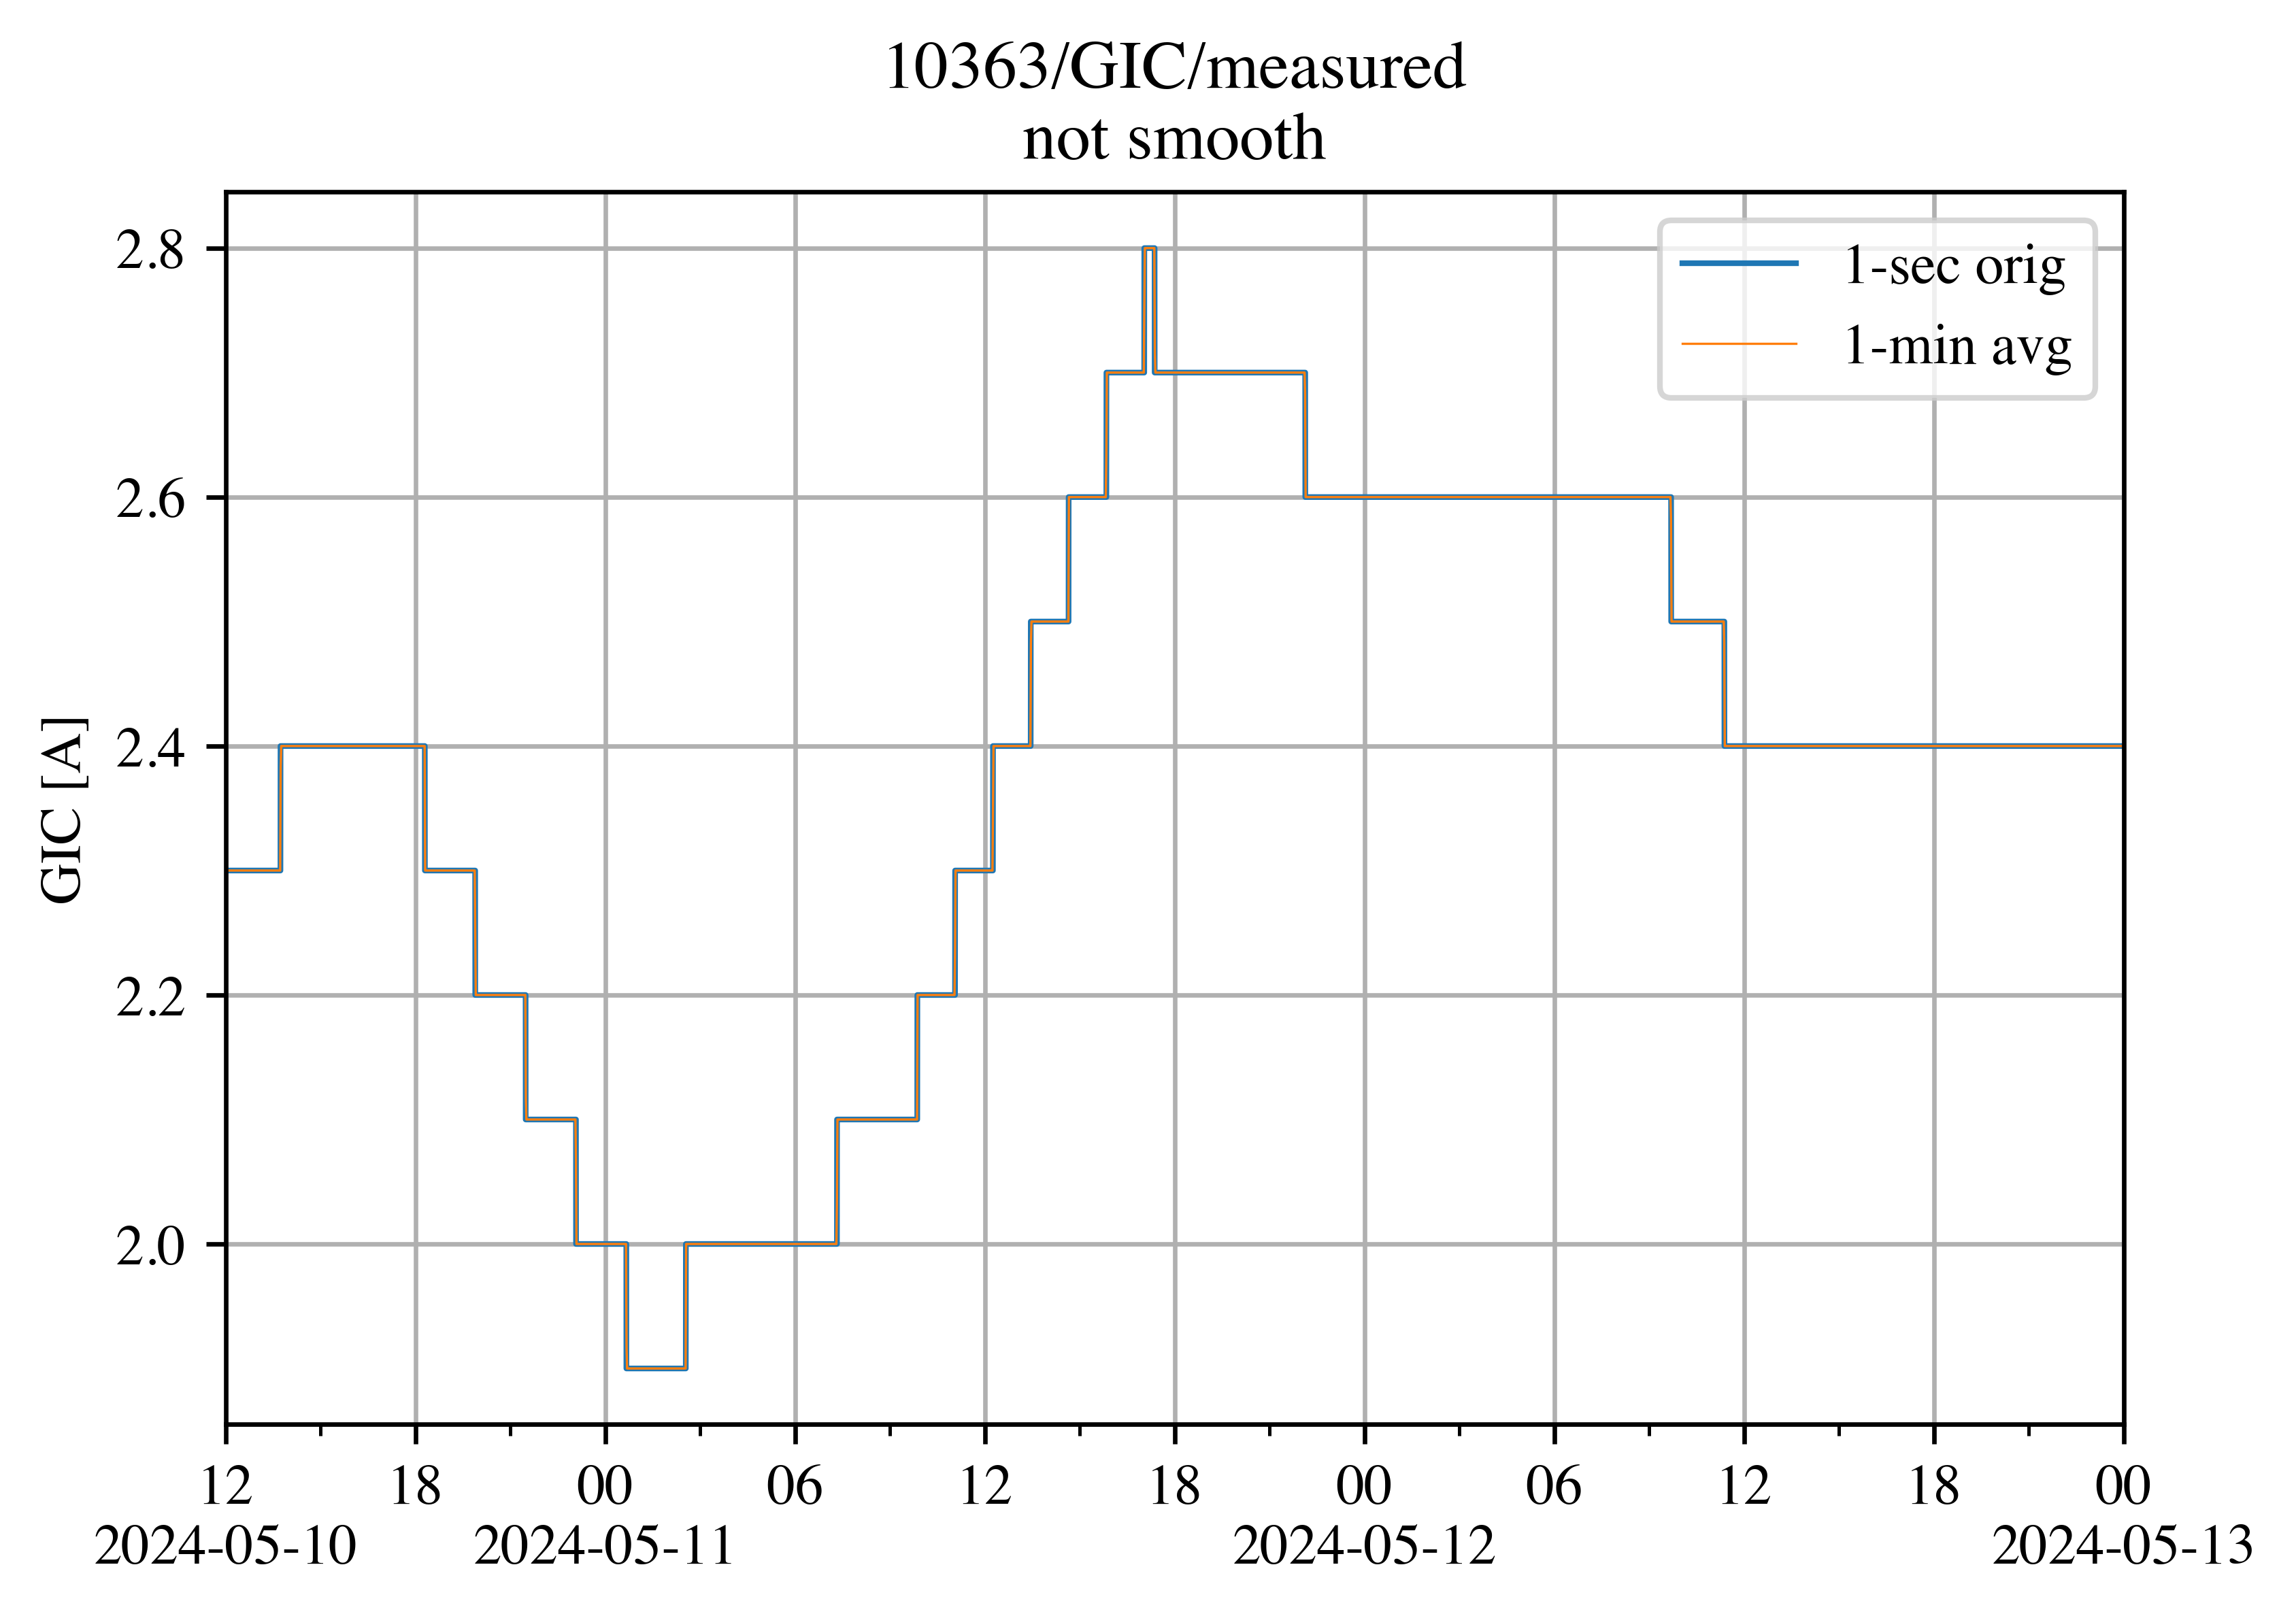 10363/GIC/measured
not smooth
1-sec orig
1-min avg
GIC [A]
2.8
2.6
2.4
2.2
2.0
12 18 00 06 12 18 00 06 12 18 00
2024-05-10 2024-05-11 2024-05-12 2024-05-13